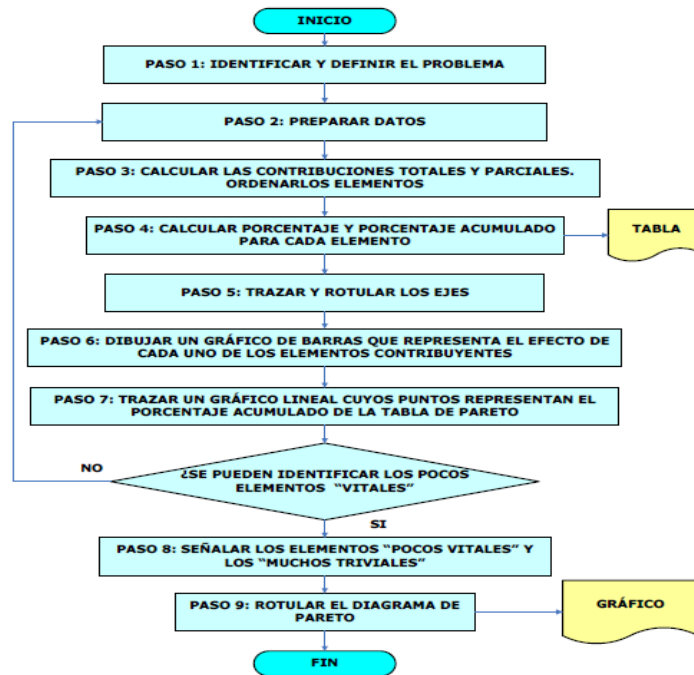 INICIO
PASO 1: IDENTIFICAR Y DEFINIR EL PROBLEMA
PASO 2: PREPARAR DATOS
PASO 3: CALCULAR LAS CONTRIBUCIONES TOTALES Y PARCIALES.
ORDENARLOS ELEMENTOS
PASO 4: CALCULAR PORCENTAJE Y PORCENTAJE ACUMULADO
PARA CADA ELEMENTO
TABLA
PASO 5: TRAZAR Y ROTULAR LOS EJES
PASO 6: DIBUJAR UN GRÁFICO DE BARRAS QUE REPRESENTA EL EFECTO DE
CADA UNO DE LOS ELEMENTOS CONTRIBUYENTES
PASO 7: TRAZAR UN GRÁFICO LINEAL CUYOS PUNTOS REPRESENTAN EL
PORCENTAJE ACUMULADO DE LA TABLA DE PARETO
NO
¿SE PUEDEN IDENTIFICAR LOS POCOS
ELEMENTOS "VITALES"
SI
PASO 8: SEÑALAR LOS ELEMENTOS "POCOS VITALES" Y
LOS "MUCHOS TRIVIALES"
PASO 9: ROTULAR EL DIAGRAMA DE
PARETO
GRÁFICO
FIN